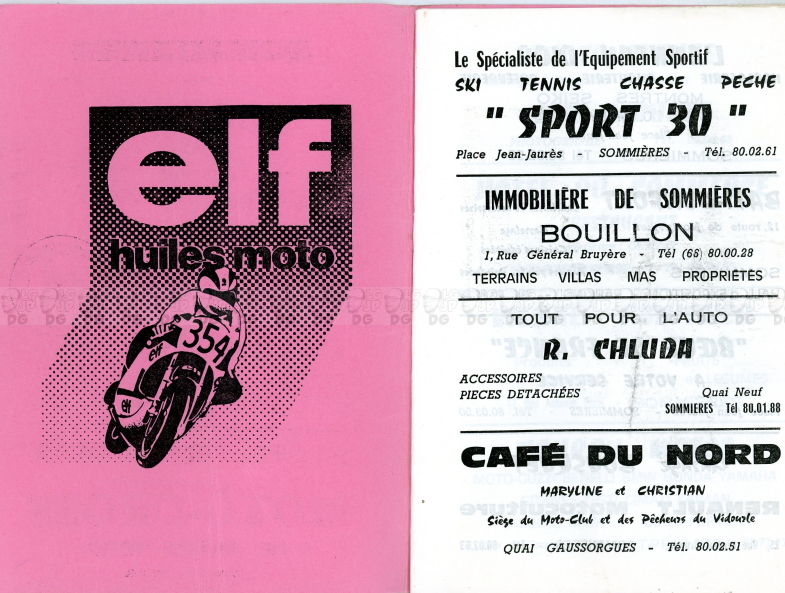 elf
huiles moto
354
elf
elf
Le Spécialiste de l'Equipement Sportif
SKI TENNIS CHASSE PECHE
" SPORT 30 "
Place Jean-Jaurès - SOMMIÈRES - Tél. 80.02.61
IMMOBILIÈRE DE SOMMIÈRES
BOUILLON
1, Rue Général Bruyère - Tél (66) 80.00.28
TERRAINS VILLAS MAS PROPRIÉTÉS
TOUT POUR L'AUTO
R. CHLUDA
ACCESSOIRES
PIECES DETACHÉES Quai Neuf
SOMMIERES Tél 80.01.88
CAFÉ DU NORD
MARYLINE et CHRISTIAN
Siège du Moto-Club et des Pêcheurs du Vidourle
QUAI GAUSSORGUES - Tél. 80.02.51